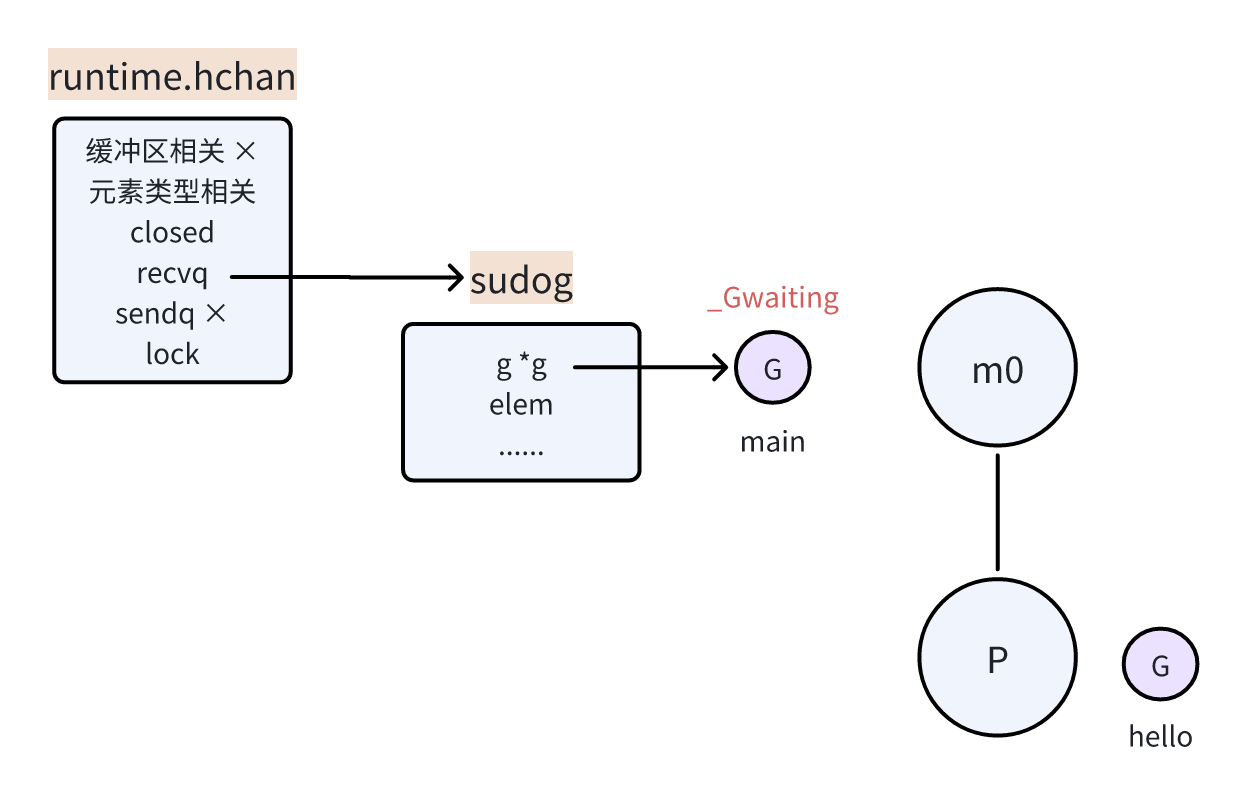 runtime.hchan
缓冲区相关 ×
元素类型相关
closed
recvq
sendq ×
lock
sudog
g *g
elem
......
_Gwaiting
G
main
m0
P
G
hello